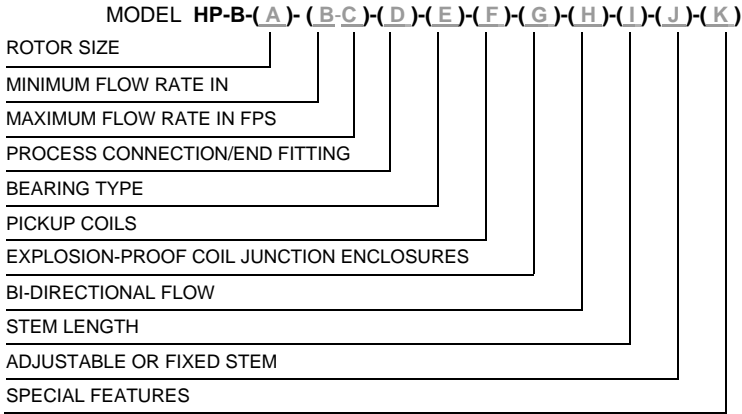 MODEL HP-B-( A )- ( B-C )-( D )-( E )-( F )-( G )-( H )-( I )-( J )-( K )
ROTOR SIZE
MINIMUM FLOW RATE IN
MAXIMUM FLOW RATE IN FPS
PROCESS CONNECTION/END FITTING
BEARING TYPE
PICKUP COILS
EXPLOSION-PROOF COIL JUNCTION ENCLOSURES
BI-DIRECTIONAL FLOW
STEM LENGTH
ADJUSTABLE OR FIXED STEM
SPECIAL FEATURES